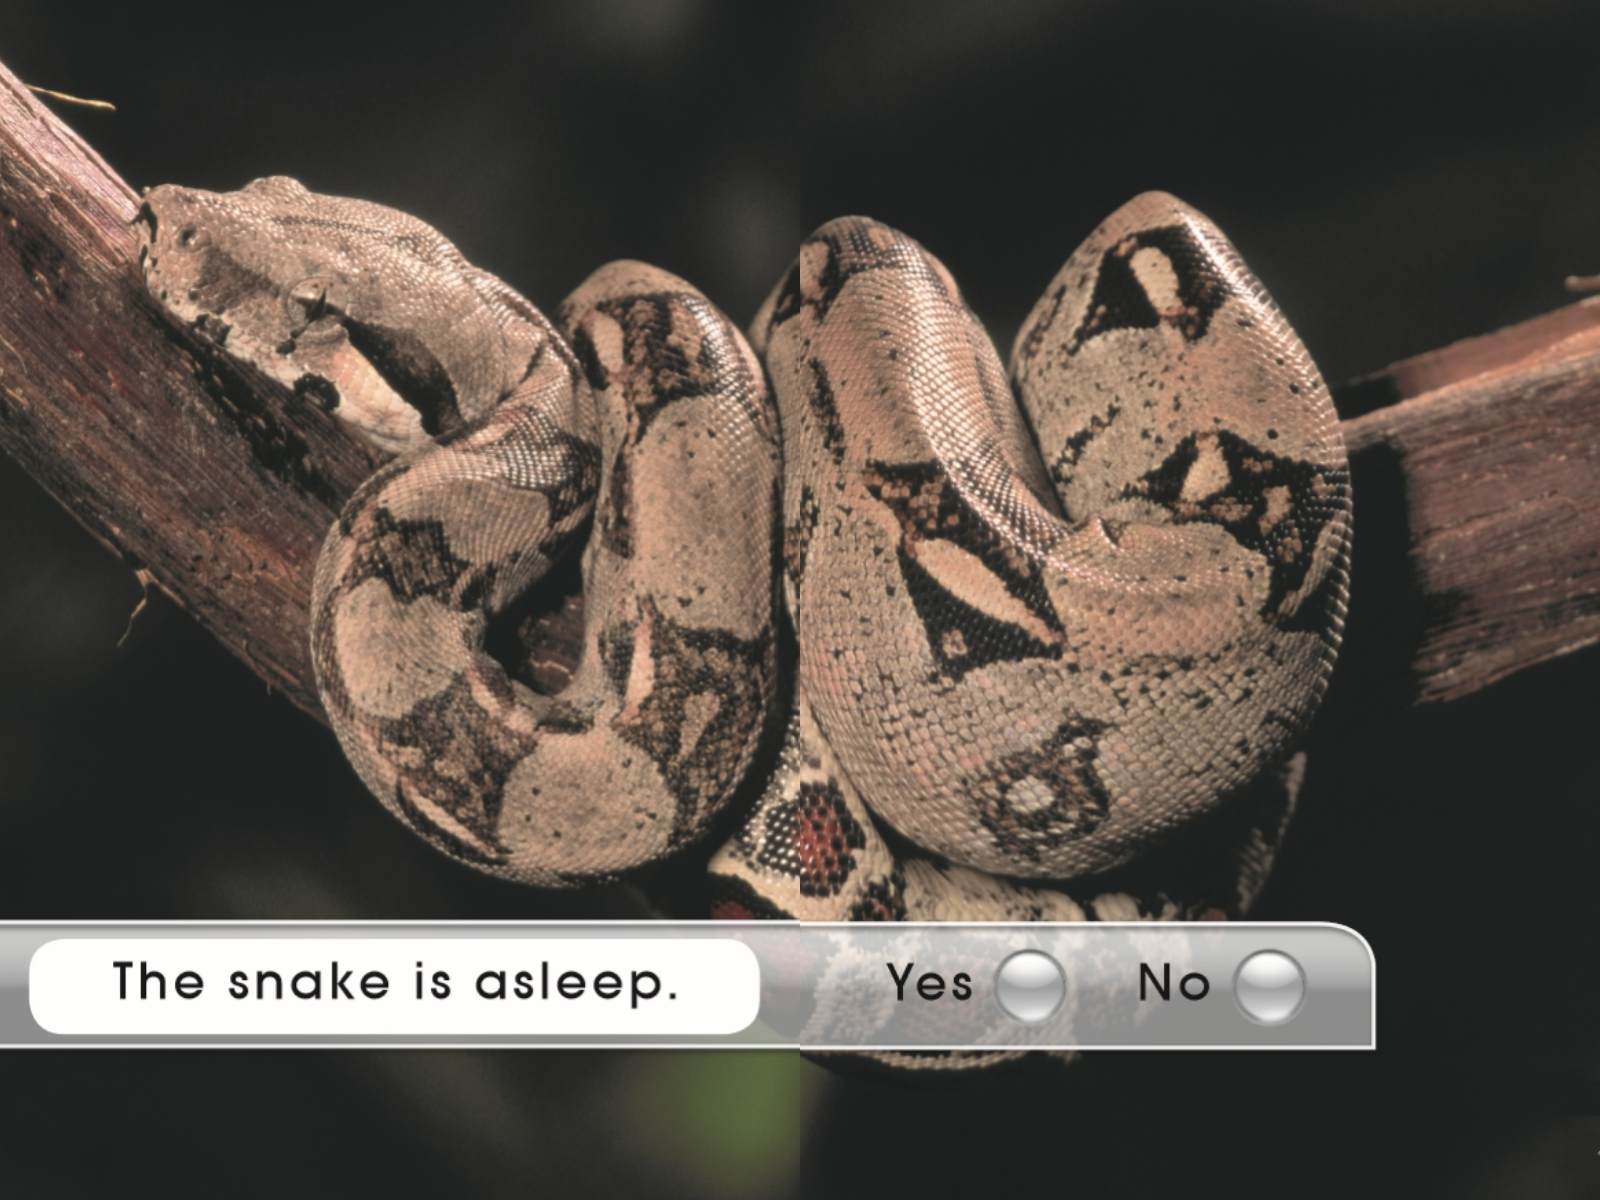 The snake is asleep. Yes No